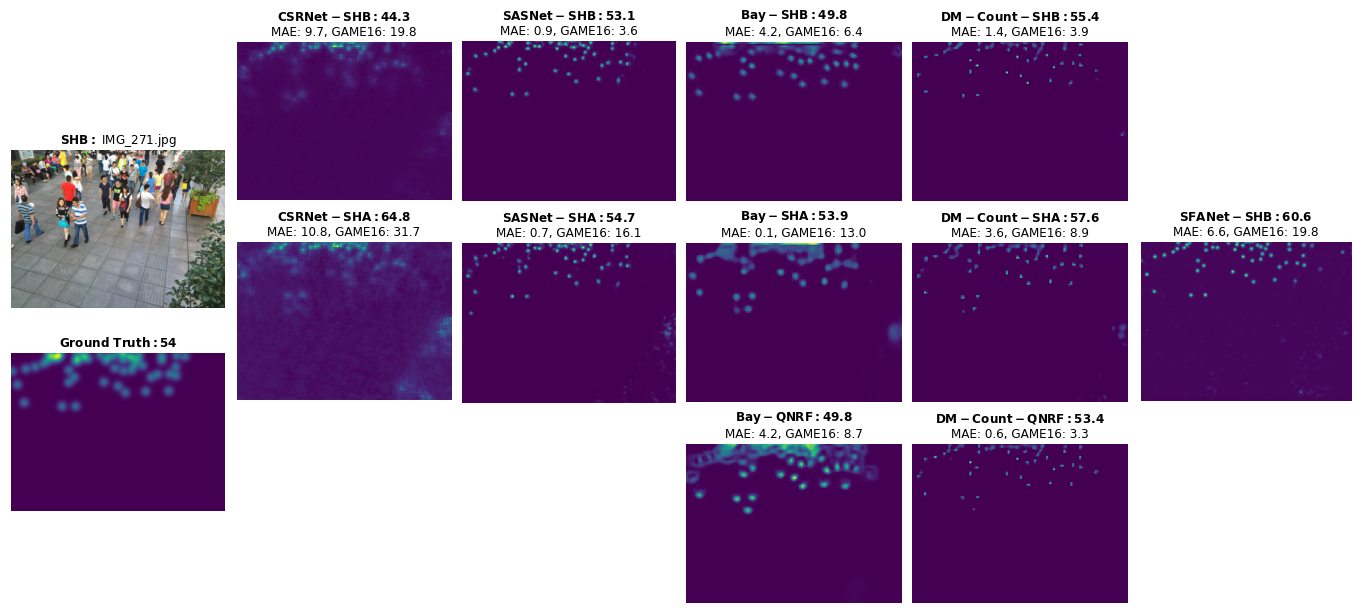 CSRNet − SHB : 44.3
MAE: 9.7, GAME16: 19.8
SASNet − SHB : 53.1
MAE: 0.9, GAME16: 3.6
Bay − SHB : 49.8
MAE: 4.2, GAME16: 6.4
DM − Count − SHB : 55.4
MAE: 1.4, GAME16: 3.9
SHB : IMG_271.jpg
CSRNet − SHA : 64.8
MAE: 10.8, GAME16: 31.7
SASNet − SHA : 54.7
MAE: 0.7, GAME16: 16.1
Bay − SHA : 53.9
MAE: 0.1, GAME16: 13.0
DM − Count − SHA : 57.6
MAE: 3.6, GAME16: 8.9
SFANet − SHB : 60.6
MAE: 6.6, GAME16: 19.8
Ground Truth : 54
Bay − QNRF : 49.8
MAE: 4.2, GAME16: 8.7
DM − Count − QNRF : 53.4
MAE: 0.6, GAME16: 3.3